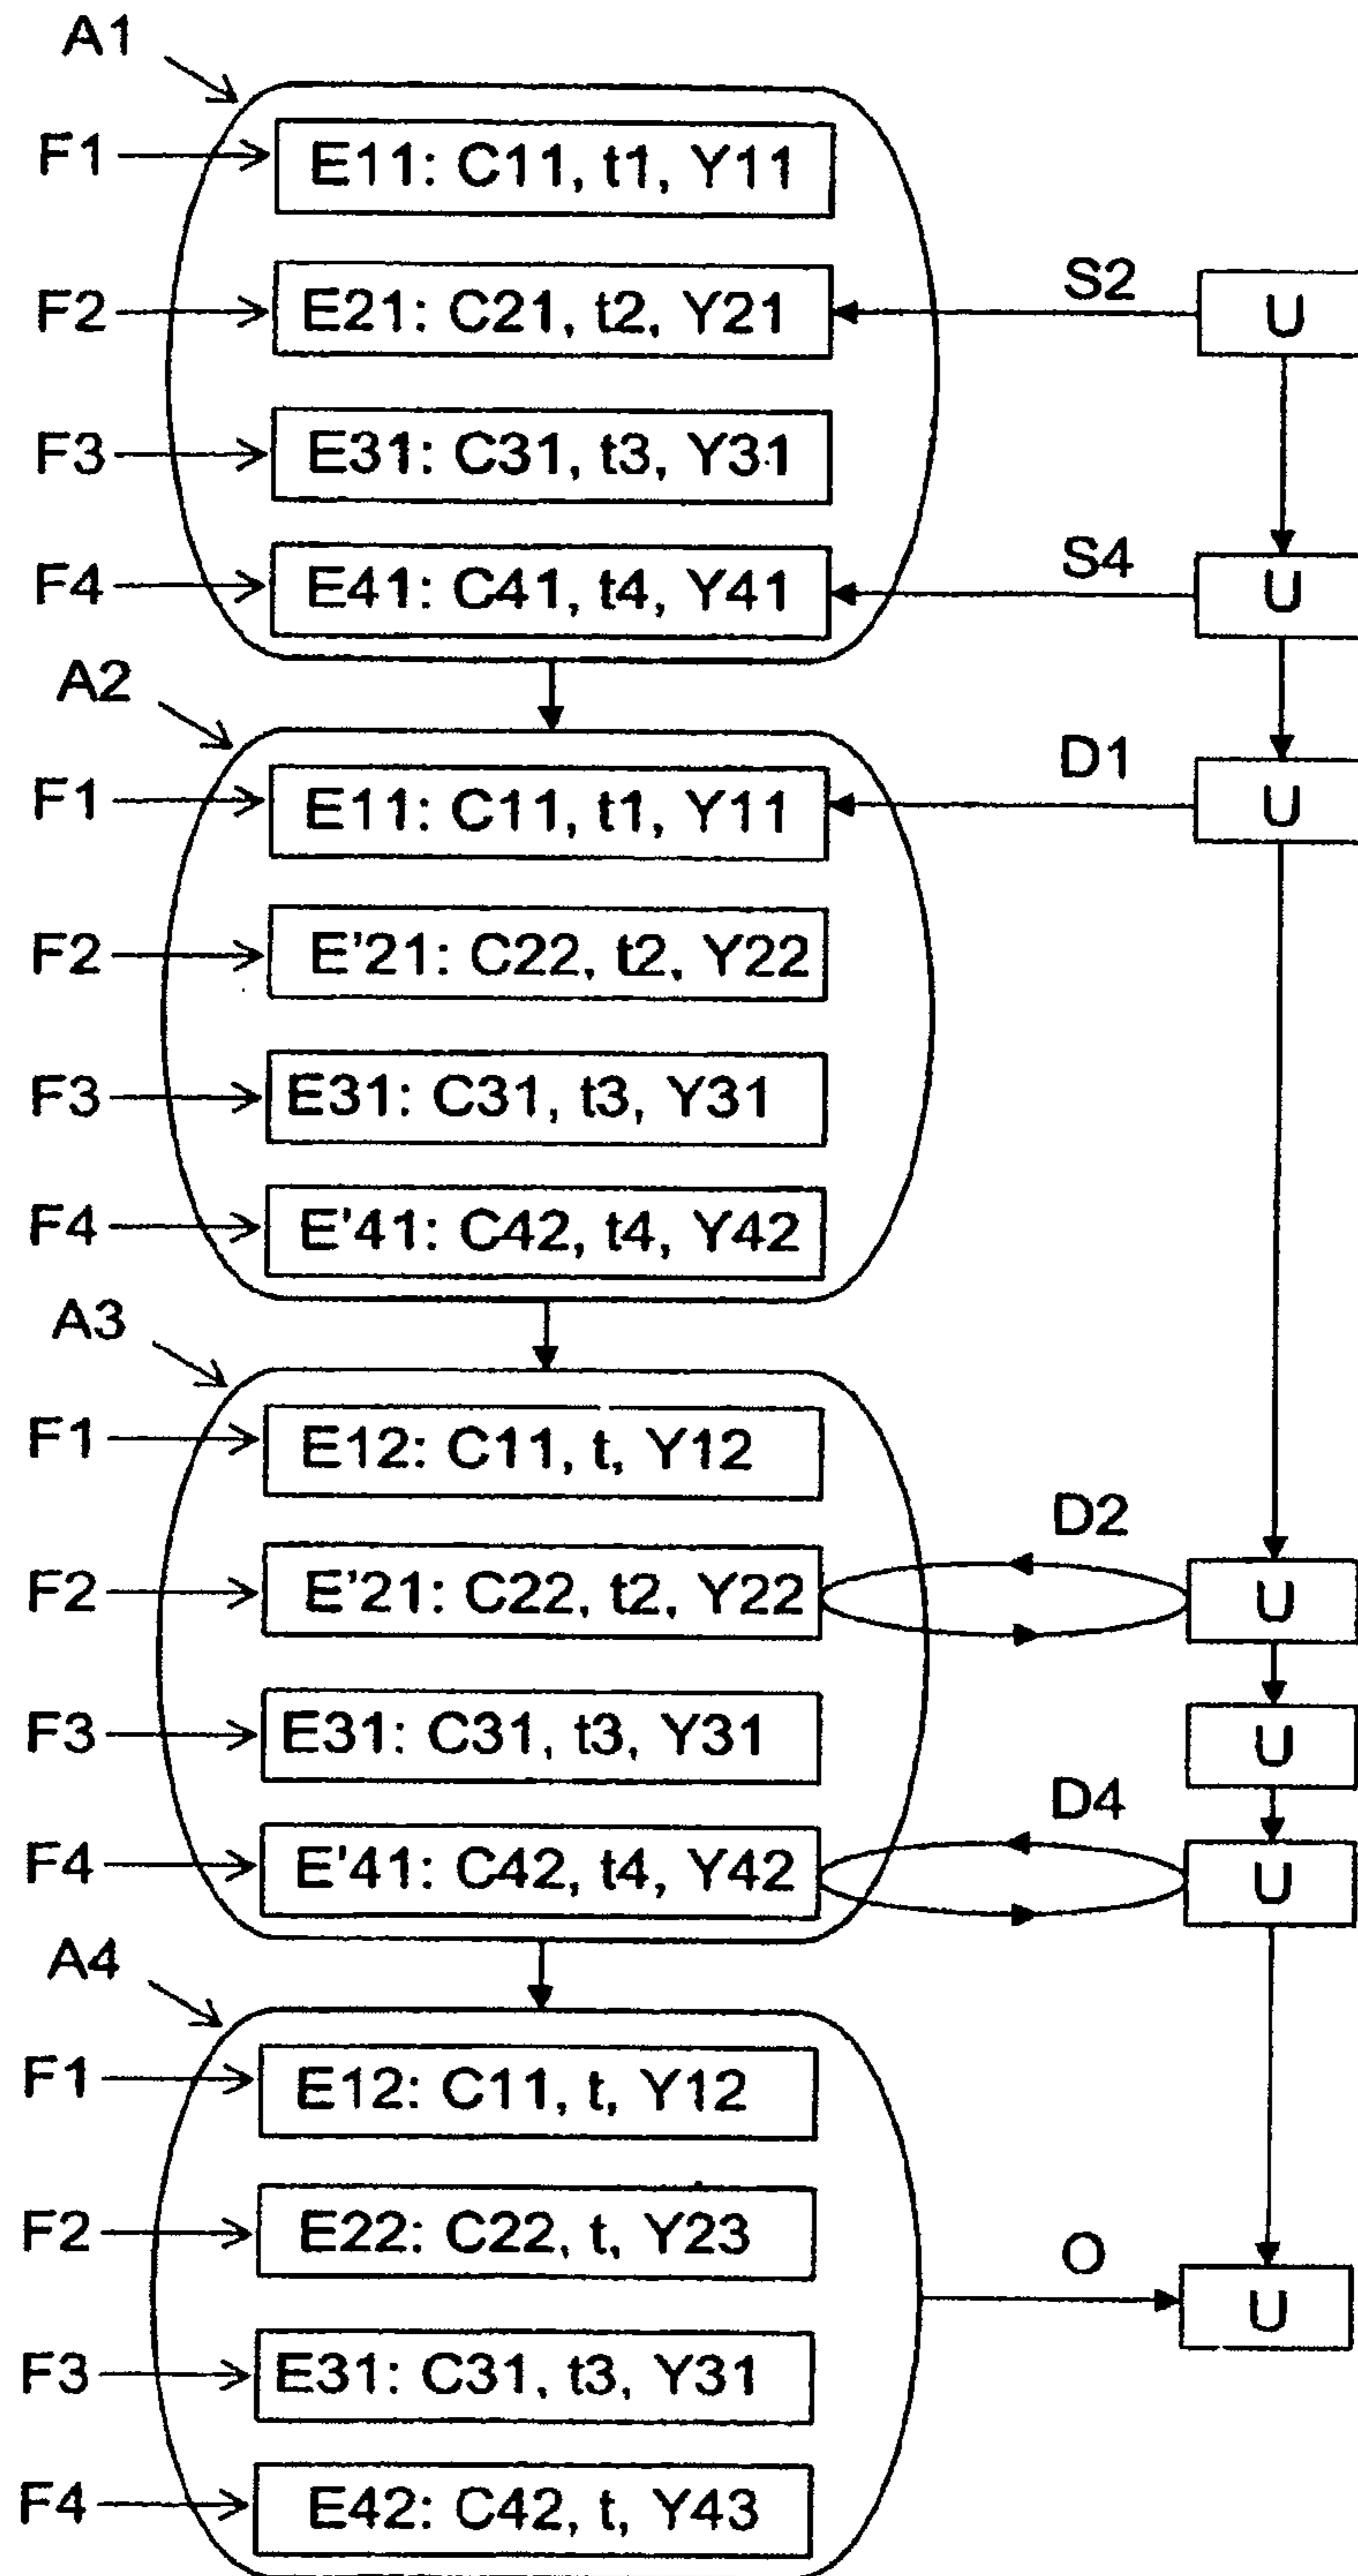 A1
F1 E11: C11, t1, Y11
F2 E21: C21, t2, Y21 S2 U
F3 E31: C31, t3, Y31
F4 E41: C41, t4, Y41 S4 U
A2
F1 E11: C11, t1, Y11 D1 U
F2 E'21: C22, t2, Y22
F3 E31: C31, t3, Y31
F4 E'41: C42, t4, Y42
A3
F1 E12: C11, t, Y12
F2 E'21: C22, t2, Y22 D2 U
F3 E31: C31, t3, Y31 U
F4 E'41: C42, t4, Y42 D4 U
A4
F1 E12: C11, t, Y12
F2 E22: C22, t, Y23 O U
F3 E31: C31, t3, Y31
F4 E42: C42, t, Y43